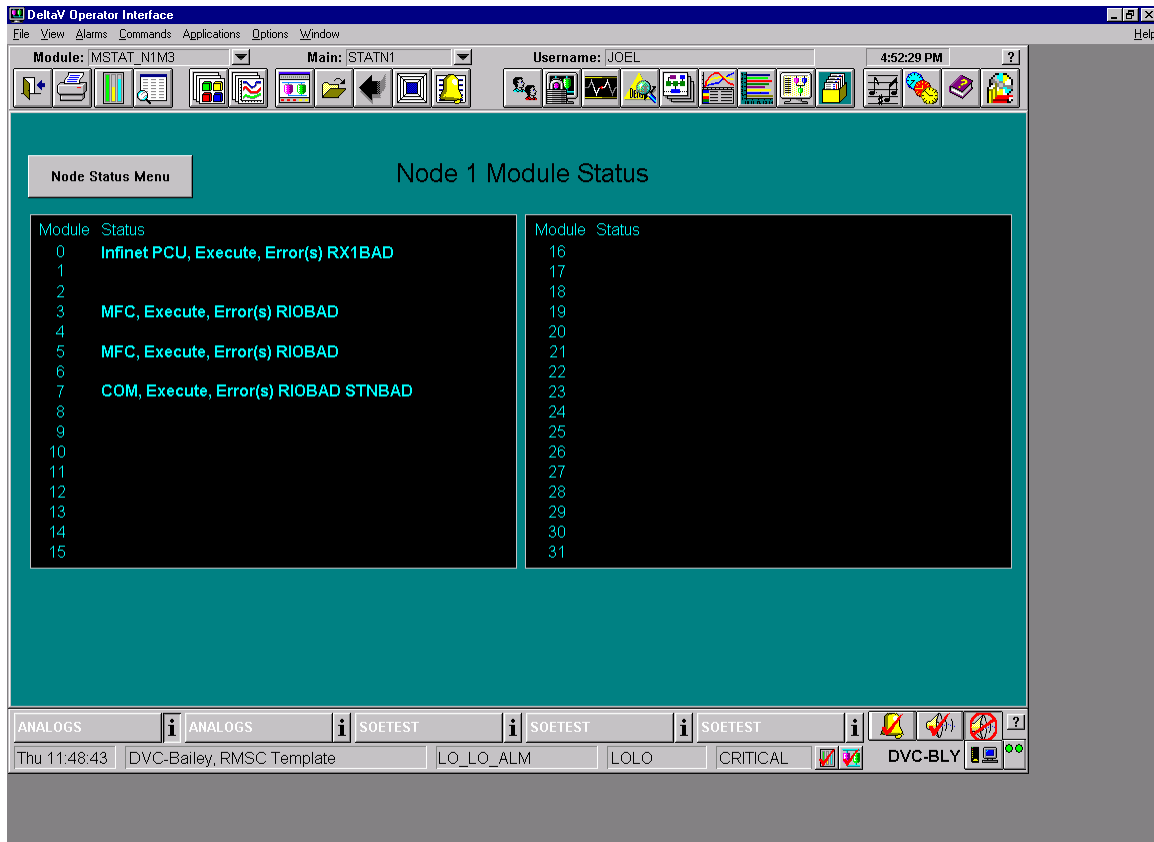 DeltaV Operator Interface
File View Alarms Commands Applications Options Window Help
Module: MSTAT_N1M3 Main: STATN1 Username: JOEL 4:52:29 PM ?
Node Status Menu
Node 1 Module Status
Module Status
0 Infinet PCU, Execute, Error(s) RX1BAD
1
2
3 MFC, Execute, Error(s) RIOBAD
4
5 MFC, Execute, Error(s) RIOBAD
6
7 COM, Execute, Error(s) RIOBAD STNBAD
8
9
10
11
12
13
14
15
Module Status
16
17
18
19
20
21
22
23
24
25
26
27
28
29
30
31
ANALOGS i ANALOGS i SOETEST i SOETEST i SOETEST i ?
Thu 11:48:43 DVC-Bailey, RMSC Template LO_LO_ALM LOLO CRITICAL DVC-BLY